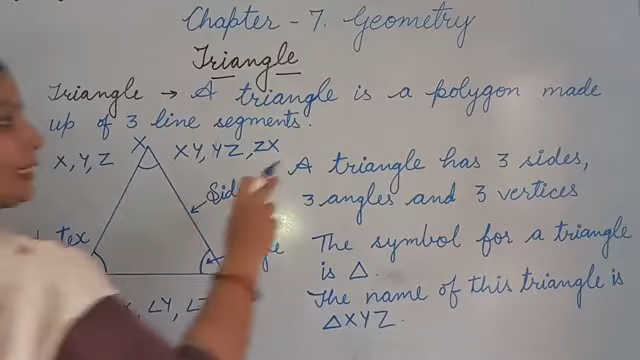 Chapter - 7. Geometry
Triangle
Triangle → A triangle is a polygon made
up of 3 line segments.
X, Y, Z
X
XY, YZ, ZX
A triangle has 3 sides,
3 angles and 3 vertices
The symbol for a triangle
is △.
The name of this triangle is
△XYZ.
∠Y,